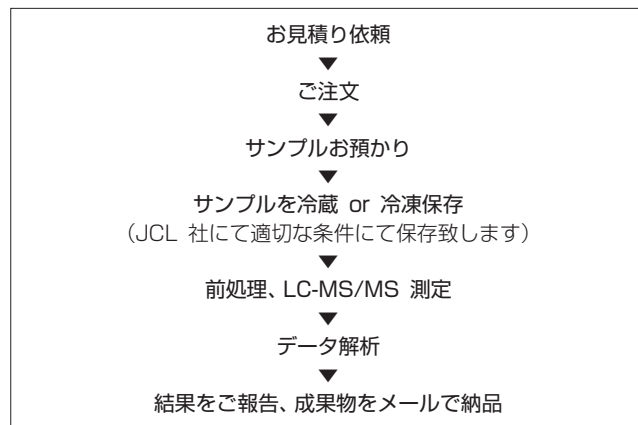 お見積り依頼
▼
ご注文
▼
サンプルお預かり
▼
サンプルを冷蔵 or 冷凍保存
（JCL 社にて適切な条件にて保存致します）
▼
前処理、LC-MS/MS 測定
▼
データ解析
▼
結果をご報告、成果物をメールで納品